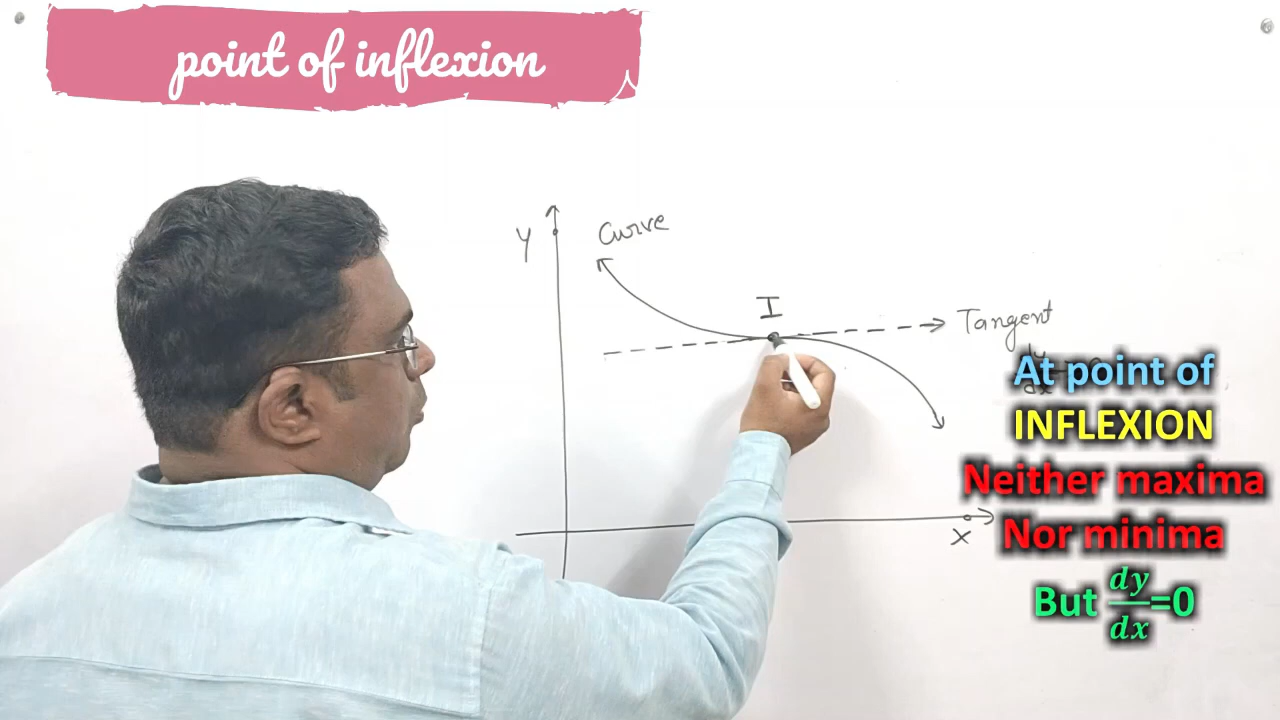 point of inflexion
y
Curve
I
Tangent
At point of
INFLEXION
Neither maxima
Nor minima
But dy/dx=0
x